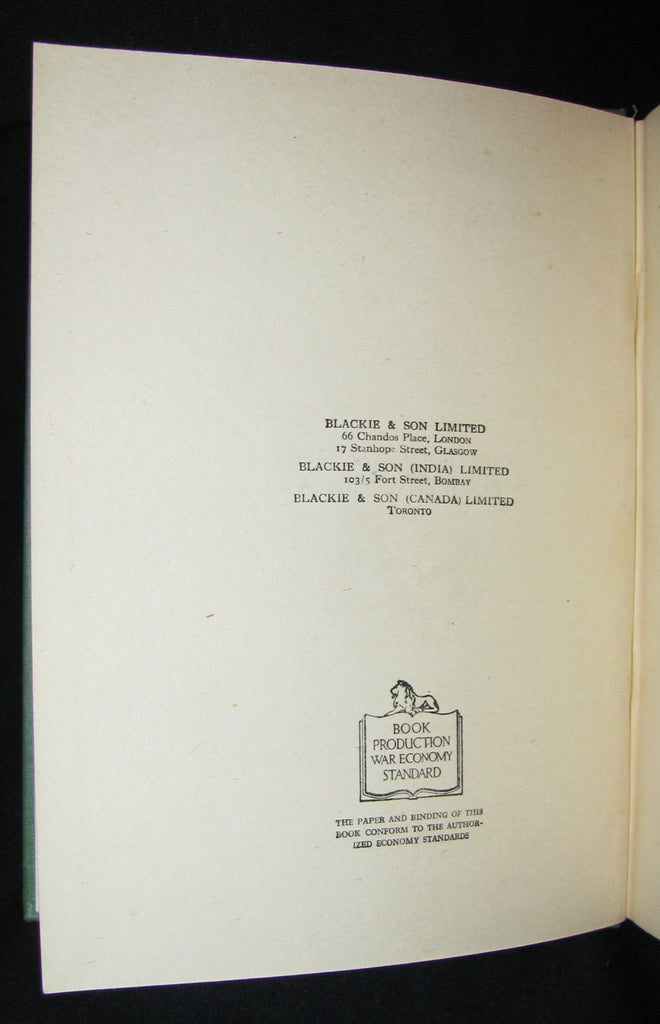 BLACKIE & SON LIMITED
66 Chandos Place, LONDON
17 Stanhope Street, GLASGOW
BLACKIE & SON (INDIA) LIMITED
103/5 Fort Street, BOMBAY
BLACKIE & SON (CANADA) LIMITED
TORONTO
BOOK
PRODUCTION
WAR ECONOMY
STANDARD
THE PAPER AND BINDING OF THIS
BOOK CONFORM TO THE AUTHOR-
IZED ECONOMY STANDARDS